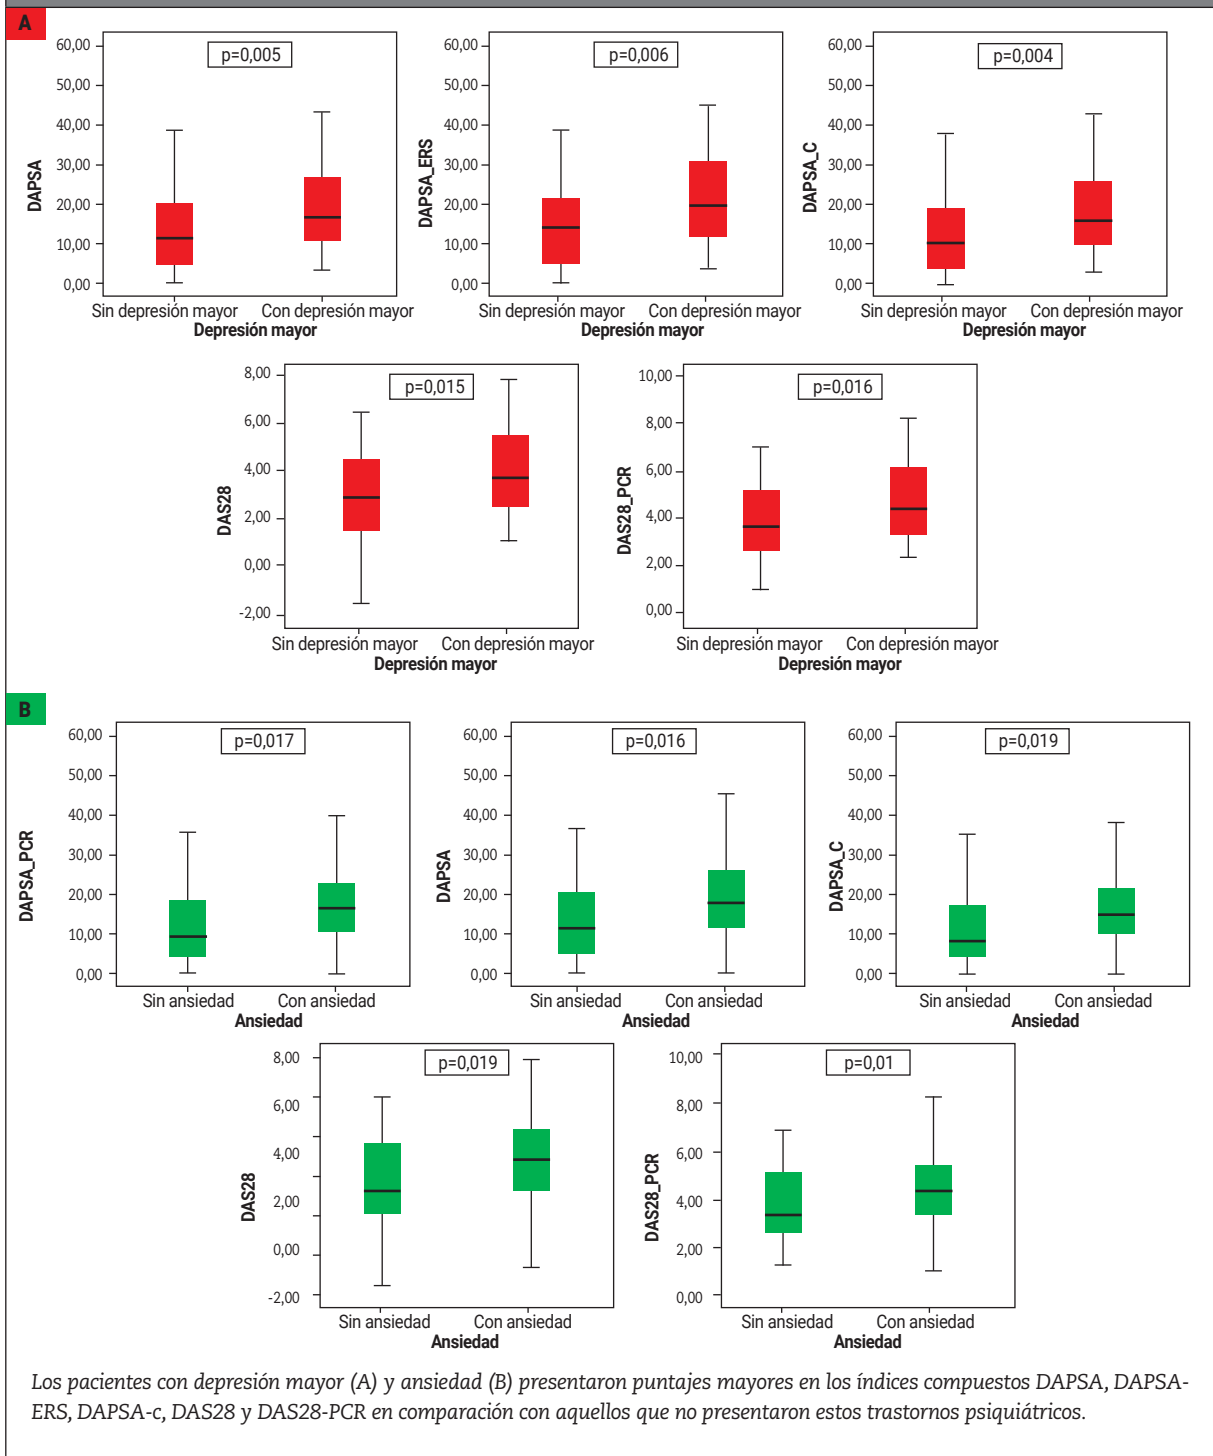 A
60,00
50,00
40,00
30,00
20,00
10,00
0,00
DAPSA
p=0,005
Sin depresión mayor
Con depresión mayor
Depresión mayor
60,00
50,00
40,00
30,00
20,00
10,00
0,00
DAPSA_ERS
p=0,006
Sin depresión mayor
Con depresión mayor
Depresión mayor
60,00
50,00
40,00
30,00
20,00
10,00
0,00
DAPSA_C
p=0,004
Sin depresión mayor
Con depresión mayor
Depresión mayor
8,00
6,00
4,00
2,00
0,00
-2,00
DAS28
p=0,015
Sin depresión mayor
Con depresión mayor
Depresión mayor
10,00
8,00
6,00
4,00
2,00
0,00
DAS28_PCR
p=0,016
Sin depresión mayor
Con depresión mayor
Depresión mayor
B
60,00
50,00
40,00
30,00
20,00
10,00
0,00
DAPSA_PCR
p=0,017
Sin ansiedad
Con ansiedad
Ansiedad
60,00
50,00
40,00
30,00
20,00
10,00
0,00
DAPSA
p=0,016
Sin ansiedad
Con ansiedad
Ansiedad
60,00
50,00
40,00
30,00
20,00
10,00
0,00
DAPSA_C
p=0,019
Sin ansiedad
Con ansiedad
Ansiedad
8,00
6,00
4,00
2,00
0,00
-2,00
DAS28
p=0,019
Sin ansiedad
Con ansiedad
Ansiedad
10,00
8,00
6,00
4,00
2,00
0,00
DAS28_PCR
p=0,01
Sin ansiedad
Con ansiedad
Ansiedad
Los pacientes con depresión mayor (A) y ansiedad (B) presentaron puntajes mayores en los índices compuestos DAPSA, DAPSA-
ERS, DAPSA-c, DAS28 y DAS28-PCR en comparación con aquellos que no presentaron estos trastornos psiquiátricos.